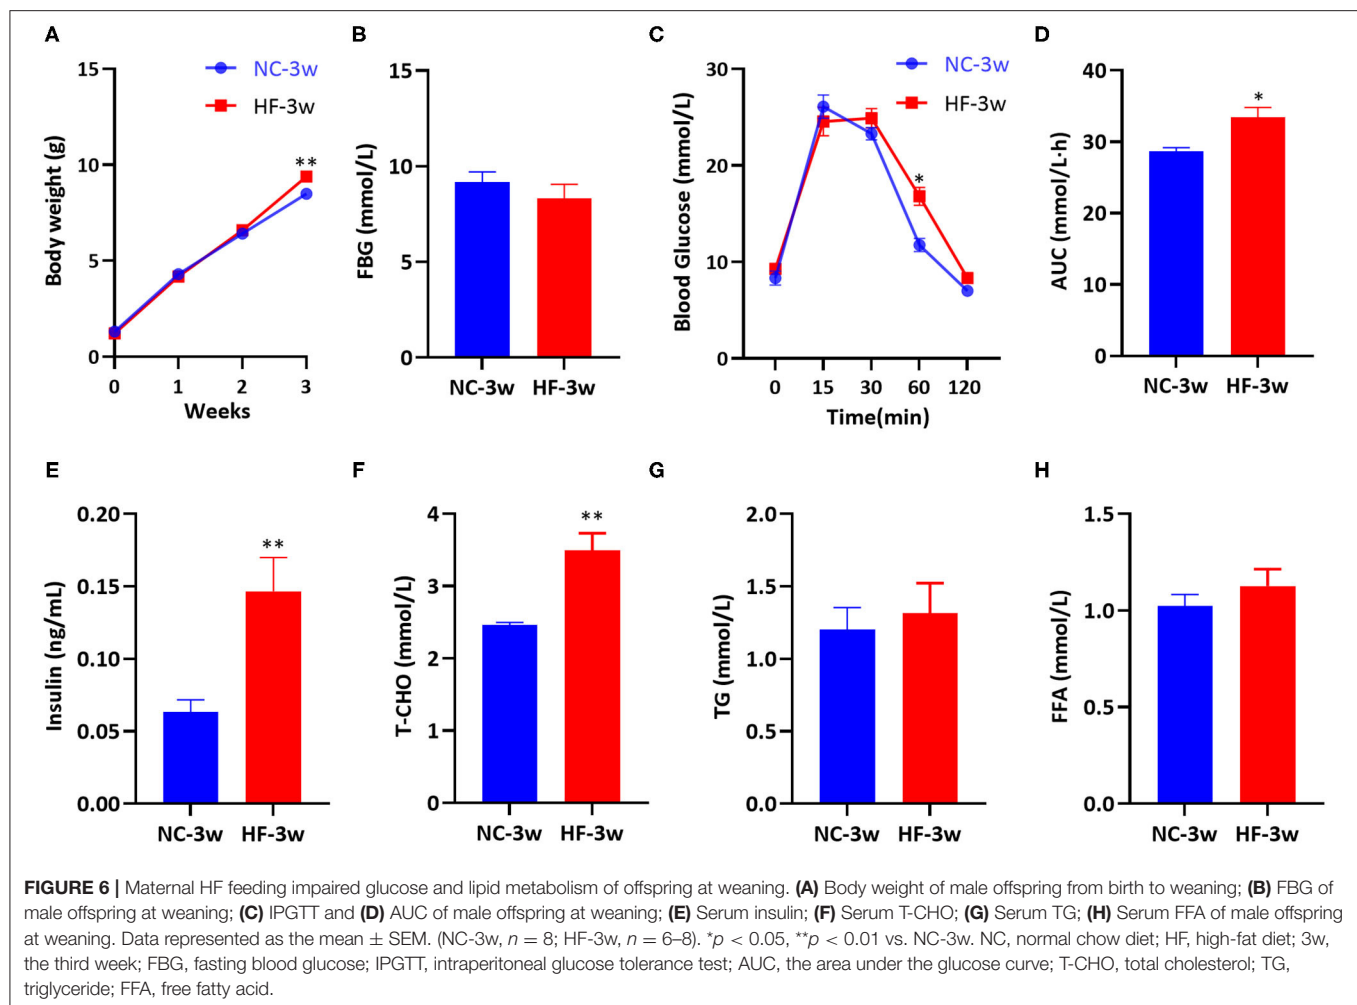 A
Body weight (g)
15
10
5
0
0 1 2 3
Weeks
NC-3w
HF-3w
**
B
FBG (mmol/L)
15
10
5
0
NC-3w HF-3w
C
Blood Glucose (mmol/L)
30
20
10
0
0 15 30 60 120
Time(min)
NC-3w
HF-3w
*
D
AUC (mmol/L·h)
40
30
20
10
0
*
NC-3w HF-3w
E
Insulin (ng/mL)
0.20
0.15
0.10
0.05
0.00
**
NC-3w HF-3w
F
T-CHO (mmol/L)
4
3
2
1
0
**
NC-3w HF-3w
G
TG (mmol/L)
2.0
1.5
1.0
0.5
0.0
NC-3w HF-3w
H
FFA (mmol/L)
1.5
1.0
0.5
0.0
NC-3w HF-3w
FIGURE 6 | Maternal HF feeding impaired glucose and lipid metabolism of offspring at weaning. (A) Body weight of male offspring from birth to weaning; (B) FBG of
male offspring at weaning; (C) IPGTT and (D) AUC of male offspring at weaning; (E) Serum insulin; (F) Serum T-CHO; (G) Serum TG; (H) Serum FFA of male offspring
at weaning. Data represented as the mean ± SEM. (NC-3w, n = 8; HF-3w, n = 6–8). *p < 0.05, **p < 0.01 vs. NC-3w. NC, normal chow diet; HF, high-fat diet; 3w,
the third week; FBG, fasting blood glucose; IPGTT, intraperitoneal glucose tolerance test; AUC, the area under the glucose curve; T-CHO, total cholesterol; TG,
triglyceride; FFA, free fatty acid.